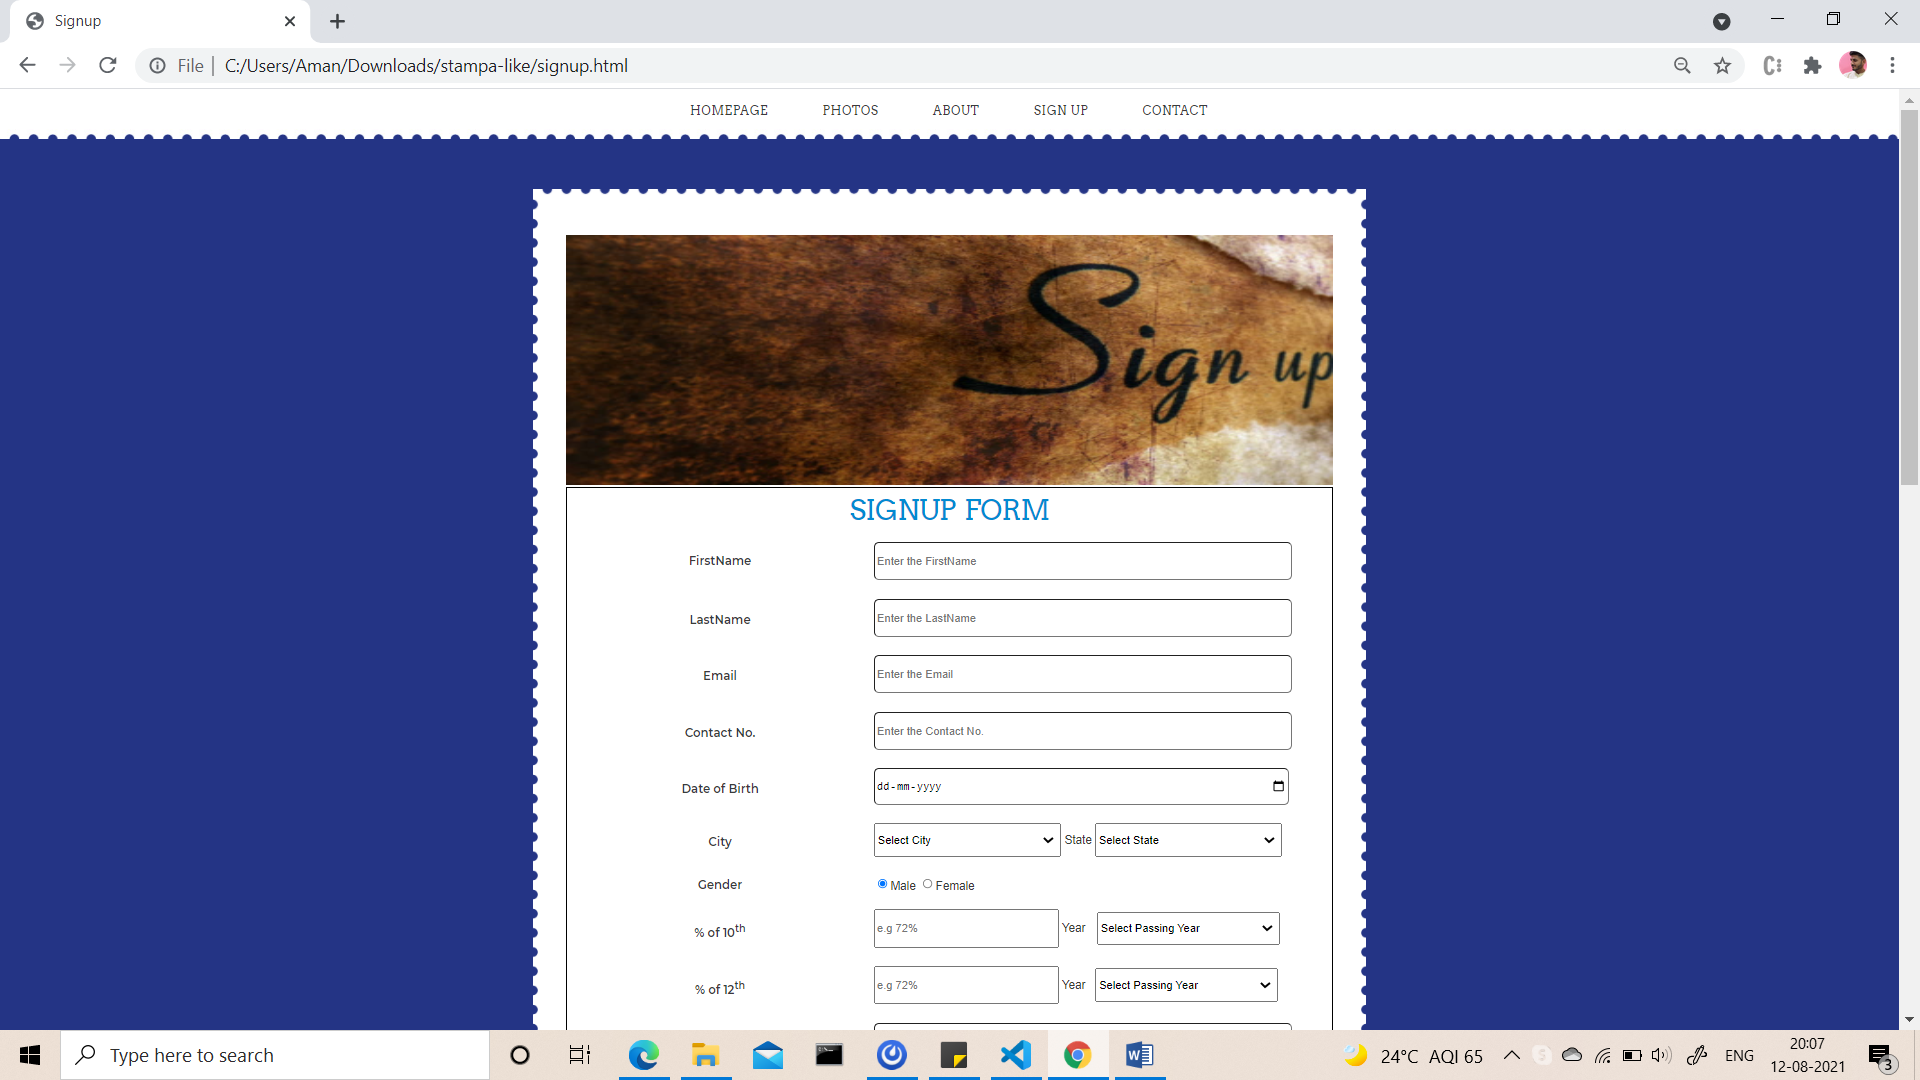 Signup
File | C:/Users/Aman/Downloads/stampa-like/signup.html
HOMEPAGE PHOTOS ABOUT SIGN UP CONTACT
Sign up
SIGNUP FORM
FirstName Enter the FirstName
LastName Enter the LastName
Email Enter the Email
Contact No. Enter the Contact No.
Date of Birth dd-mm-yyyy
City Select City State Select State
Gender Male Female
% of 10th e.g 72% Year Select Passing Year
% of 12th e.g 72% Year Select Passing Year
Type here to search 24°C AQI 65 ENG 20:07
12-08-2021 3